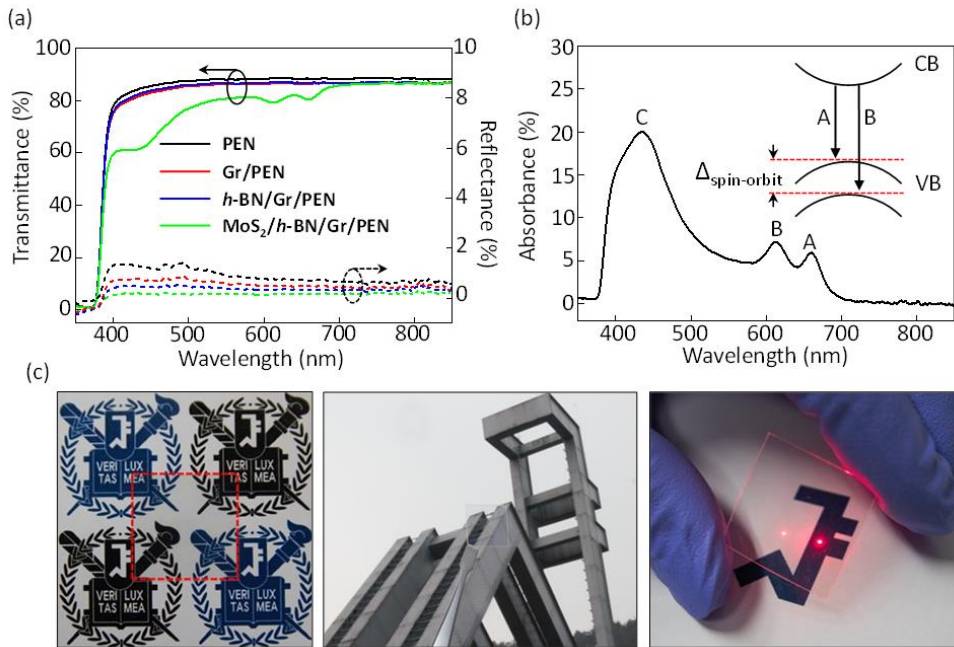 (a)
100
80
60
40
20
0
Transmittance (%)
10
8
6
4
2
0
Reflectance (%)
PEN
Gr/PEN
h-BN/Gr/PEN
MoS₂/h-BN/Gr/PEN
400 500 600 700 800
Wavelength (nm)
(b)
30
25
20
15
10
5
0
Absorbance (%)
C
B
A
CB
A B
Δspin-orbit
VB
400 500 600 700 800
Wavelength (nm)
(c)
VERI LUX
TAS MEA
VERI LUX
TAS MEA
VERI LUX
TAS MEA
VERI LUX
TAS MEA